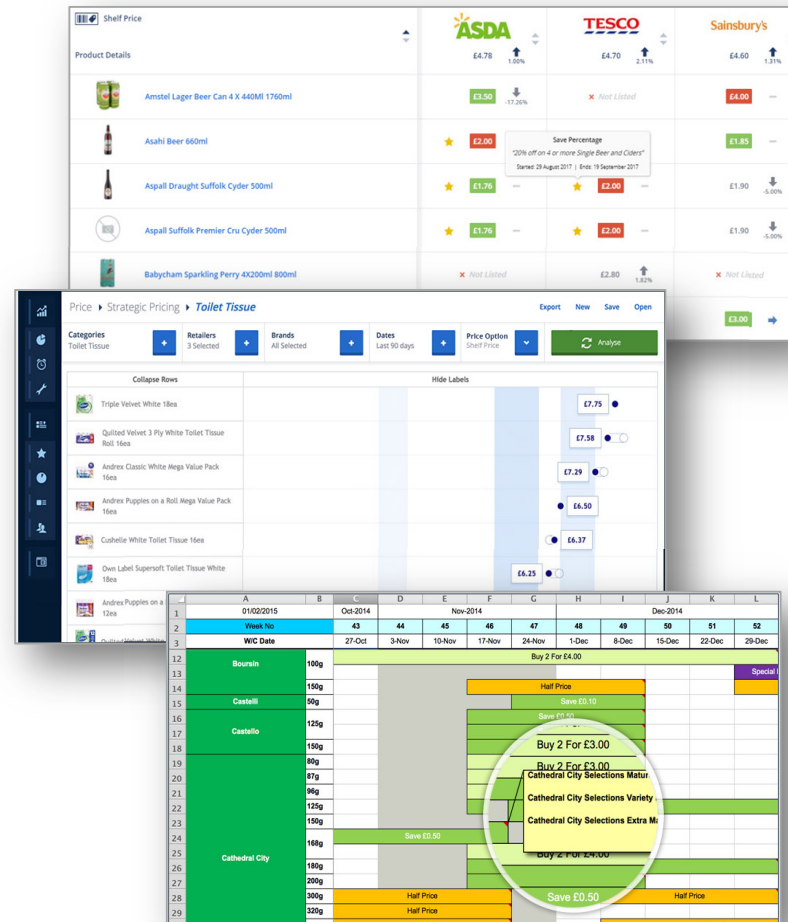 Shelf Price
ASDA TESCO Sainsbury's
Product Details £4.78 1.00% £4.70 2.11% £4.60 1.31%
Amstel Lager Beer Can 4 X 440Ml 1760ml £3.50 -17.26% × Not Listed £4.00 —
Asahi Beer 660ml £2.00 £1.85 —
Save Percentage
"20% off on 4 or more Single Beer and Ciders"
Started: 29 August 2017 | Ends: 19 September 2017
Aspall Draught Suffolk Cyder 500ml £1.76 — £2.00 — £1.90 -5.00%
Aspall Suffolk Premier Cru Cyder 500ml £1.76 — £2.00 — £1.90 -5.00%
Babycham Sparkling Perry 4X200ml 800ml × Not Listed £2.80 1.82% × Not Listed
£3.00
Price Strategic Pricing Toilet Tissue Export New Save Open
Categories Retailers Brands Dates Price Option
Toilet Tissue 3 Selected All Selected Last 90 days Shelf Price Analyse
Collapse Rows Hide Labels
Triple Velvet White 18ea £7.75
Quilted Velvet 3 Ply White Toilet Tissue
Roll 16ea £7.58
Andrex Classic White Mega Value Pack
16ea £7.29
Andrex Puppies on a Roll Mega Value Pack
16ea £6.50
Cushelle White Toilet Tissue 16ea £6.37
Own Label Supersoft Toilet Tissue White
18ea £6.25
Andrex Puppies on a
12ea
A B C D E F G H I J K L
1 01/02/2015 Oct-2014 Nov-2014 Dec-2014
2 Week No 43 44 45 46 47 48 49 50 51 52
3 W/C Date 27-Oct 3-Nov 10-Nov 17-Nov 24-Nov 1-Dec 8-Dec 15-Dec 22-Dec 29-Dec
12 Boursin 100g Buy 2 For £4.00
13 Special
14 150g Half Price
15 Castelli 50g Save £0.10
16 Castello 125g Save £0.50
17
18 150g Buy 2 For £3.00
19 Cathedral City 80g Buy 2 For £3.00
20 87g Cathedral City Selections Matur
21 96g
22 125g Cathedral City Selections Variety
23 150g Cathedral City Selections Extra Ma
24 168g Save £0.50
25 Buy 2 For £4.00
26 180g
27 200g
28 300g Half Price Save £0.50 Half Price
29 320g Half Price